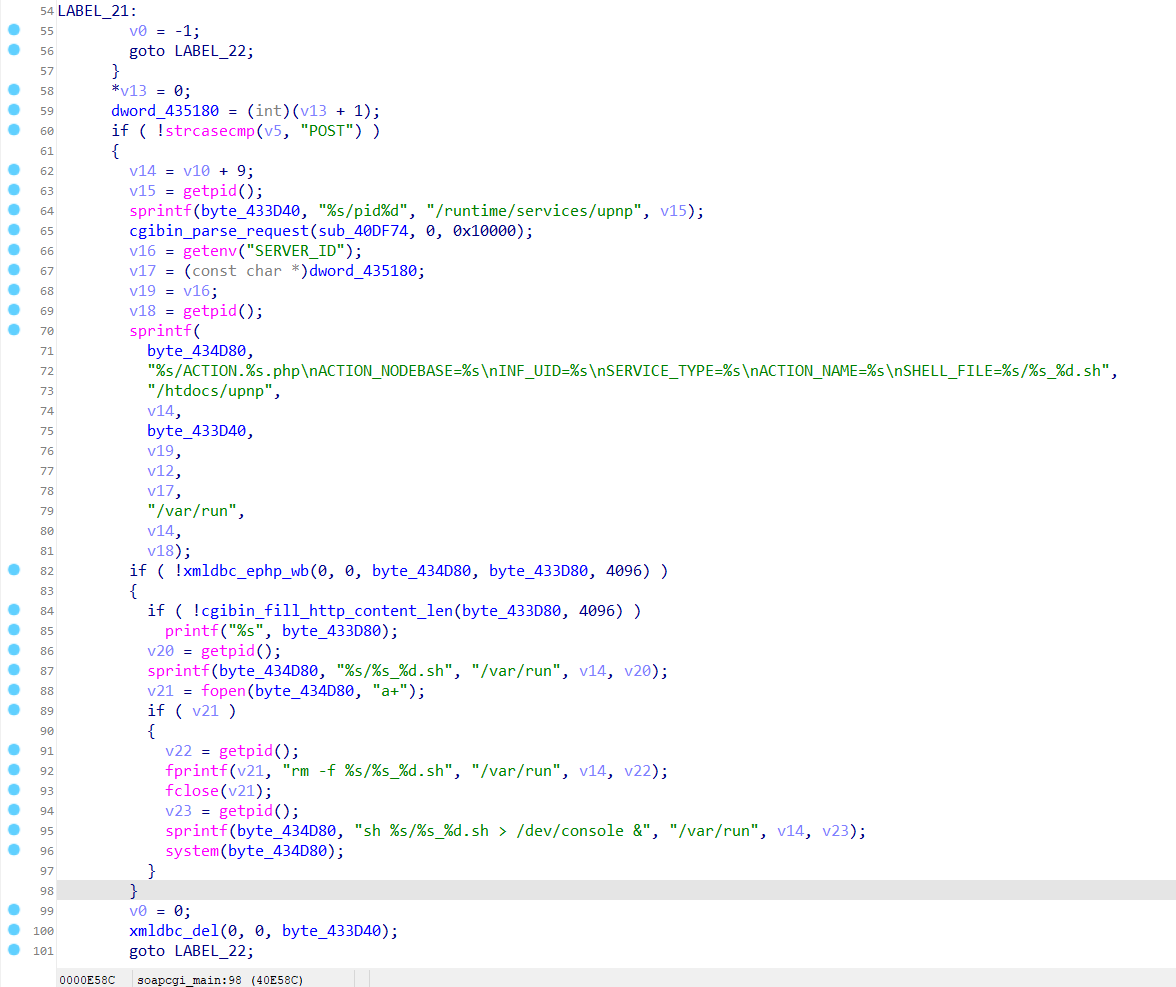 54 LABEL_21:
55 v0 = -1;
56 goto LABEL_22;
57 }
58 *v13 = 0;
59 dword_435180 = (int)(v13 + 1);
60 if ( !strcasecmp(v5, "POST") )
61 {
62 v14 = v10 + 9;
63 v15 = getpid();
64 sprintf(byte_433D40, "%s/pid%d", "/runtime/services/upnp", v15);
65 cgibin_parse_request(sub_40DF74, 0, 0x10000);
66 v16 = getenv("SERVER_ID");
67 v17 = (const char *)dword_435180;
68 v19 = v16;
69 v18 = getpid();
70 sprintf(
71 byte_434D80,
72 "%s/ACTION.%s.php\nACTION_NODEBASE=%s\nINF_UID=%s\nSERVICE_TYPE=%s\nACTION_NAME=%s\nSHELL_FILE=%s/%s_%d.sh",
73 "/htdocs/upnp",
74 v14,
75 byte_433D40,
76 v19,
77 v12,
78 v17,
79 "/var/run",
80 v14,
81 v18);
82 if ( !xmldbc_ephp_wb(0, 0, byte_434D80, byte_433D80, 4096) )
83 {
84 if ( !cgibin_fill_http_content_len(byte_433D80, 4096) )
85 printf("%s", byte_433D80);
86 v20 = getpid();
87 sprintf(byte_434D80, "%s/%s_%d.sh", "/var/run", v14, v20);
88 v21 = fopen(byte_434D80, "a+");
89 if ( v21 )
90 {
91 v22 = getpid();
92 fprintf(v21, "rm -f %s/%s_%d.sh", "/var/run", v14, v22);
93 fclose(v21);
94 v23 = getpid();
95 sprintf(byte_434D80, "sh %s/%s_%d.sh > /dev/console &", "/var/run", v14, v23);
96 system(byte_434D80);
97 }
98 }
99 v0 = 0;
100 xmldbc_del(0, 0, byte_433D40);
101 goto LABEL_22;
0000E58C soapcgi_main:98 (40E58C)